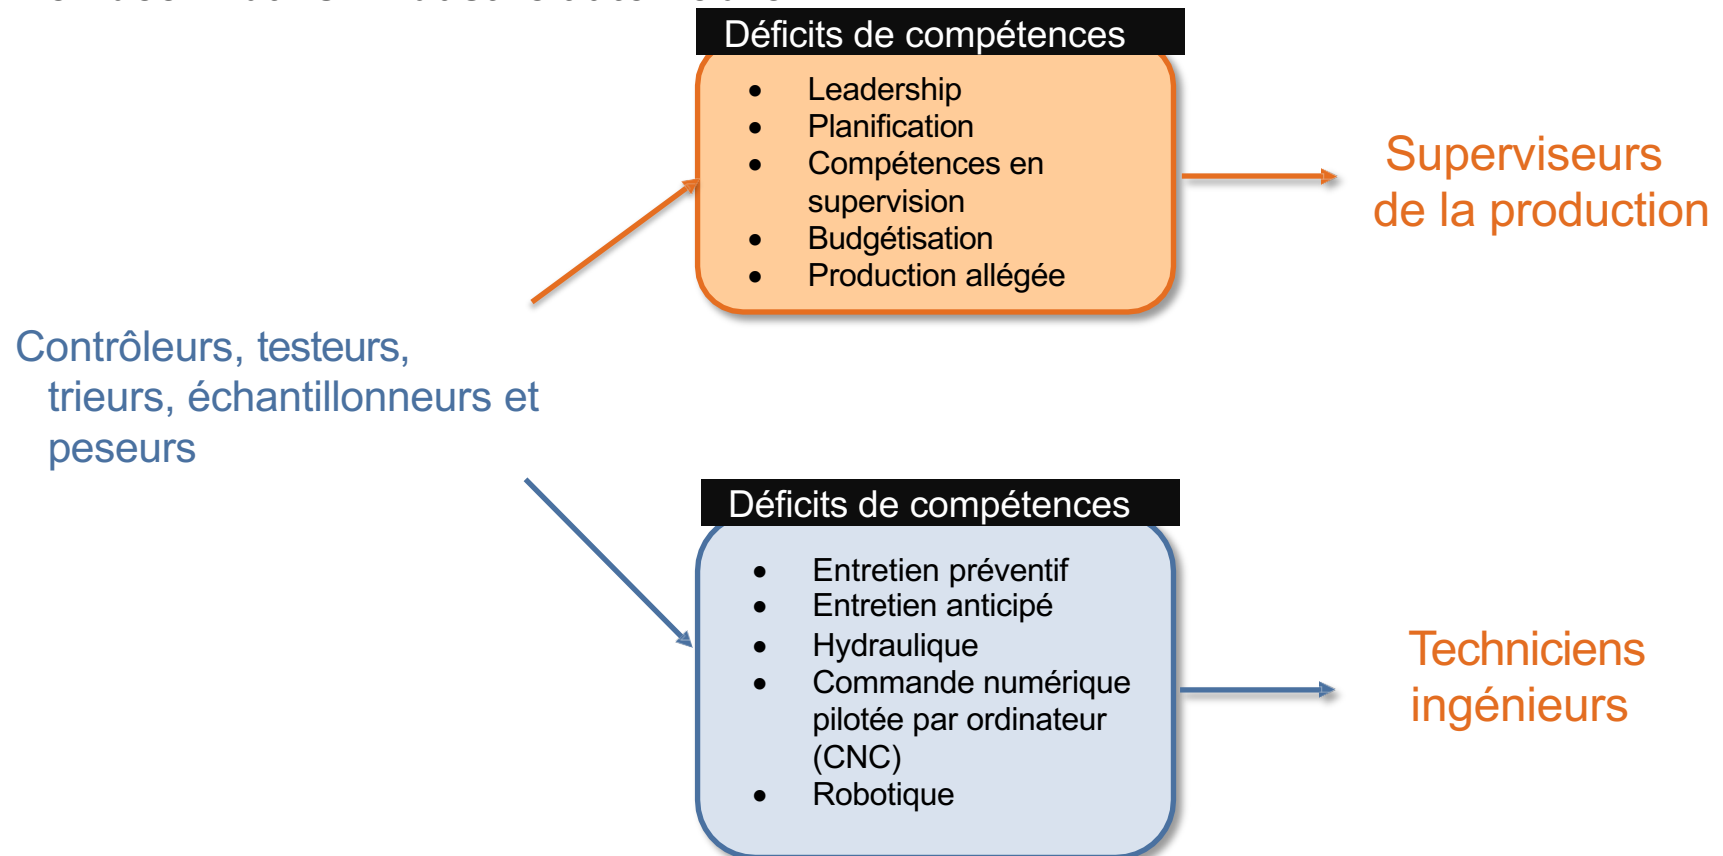 Déficits de compétences
• Leadership
• Planification
• Compétences en
supervision
• Budgétisation
• Production allégée
Superviseurs
de la production
Contrôleurs, testeurs,
trieurs, échantillonneurs et
peseurs
Déficits de compétences
• Entretien préventif
• Entretien anticipé
• Hydraulique
• Commande numérique
pilotée par ordinateur
(CNC)
• Robotique
Techniciens
ingénieurs